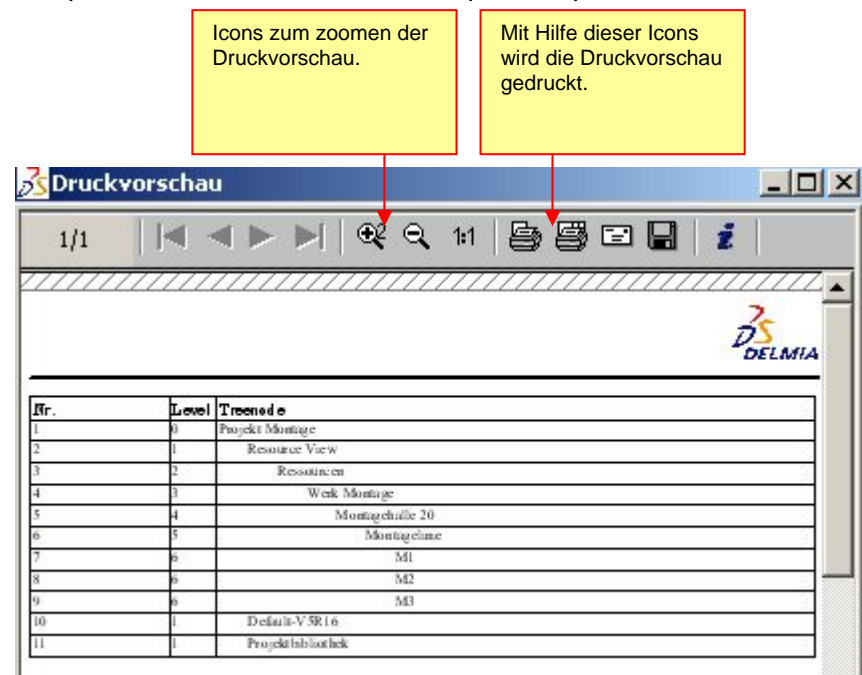 Icons zum zoomen der
Druckvorschau.
Mit Hilfe dieser Icons
wird die Druckvorschau
gedruckt.
Druckvorschau
1/1 1:1
DELMIA
Nr. Level Treenode
1 0 Projekt Montage
2 1 Resource View
3 2 Ressourcen
4 3 Werk Montage
5 4 Montagehalle 20
6 5 Montagelinie
7 6 M1
8 6 M2
9 6 M3
10 1 Default-V5R16
11 1 Projektbibliothek